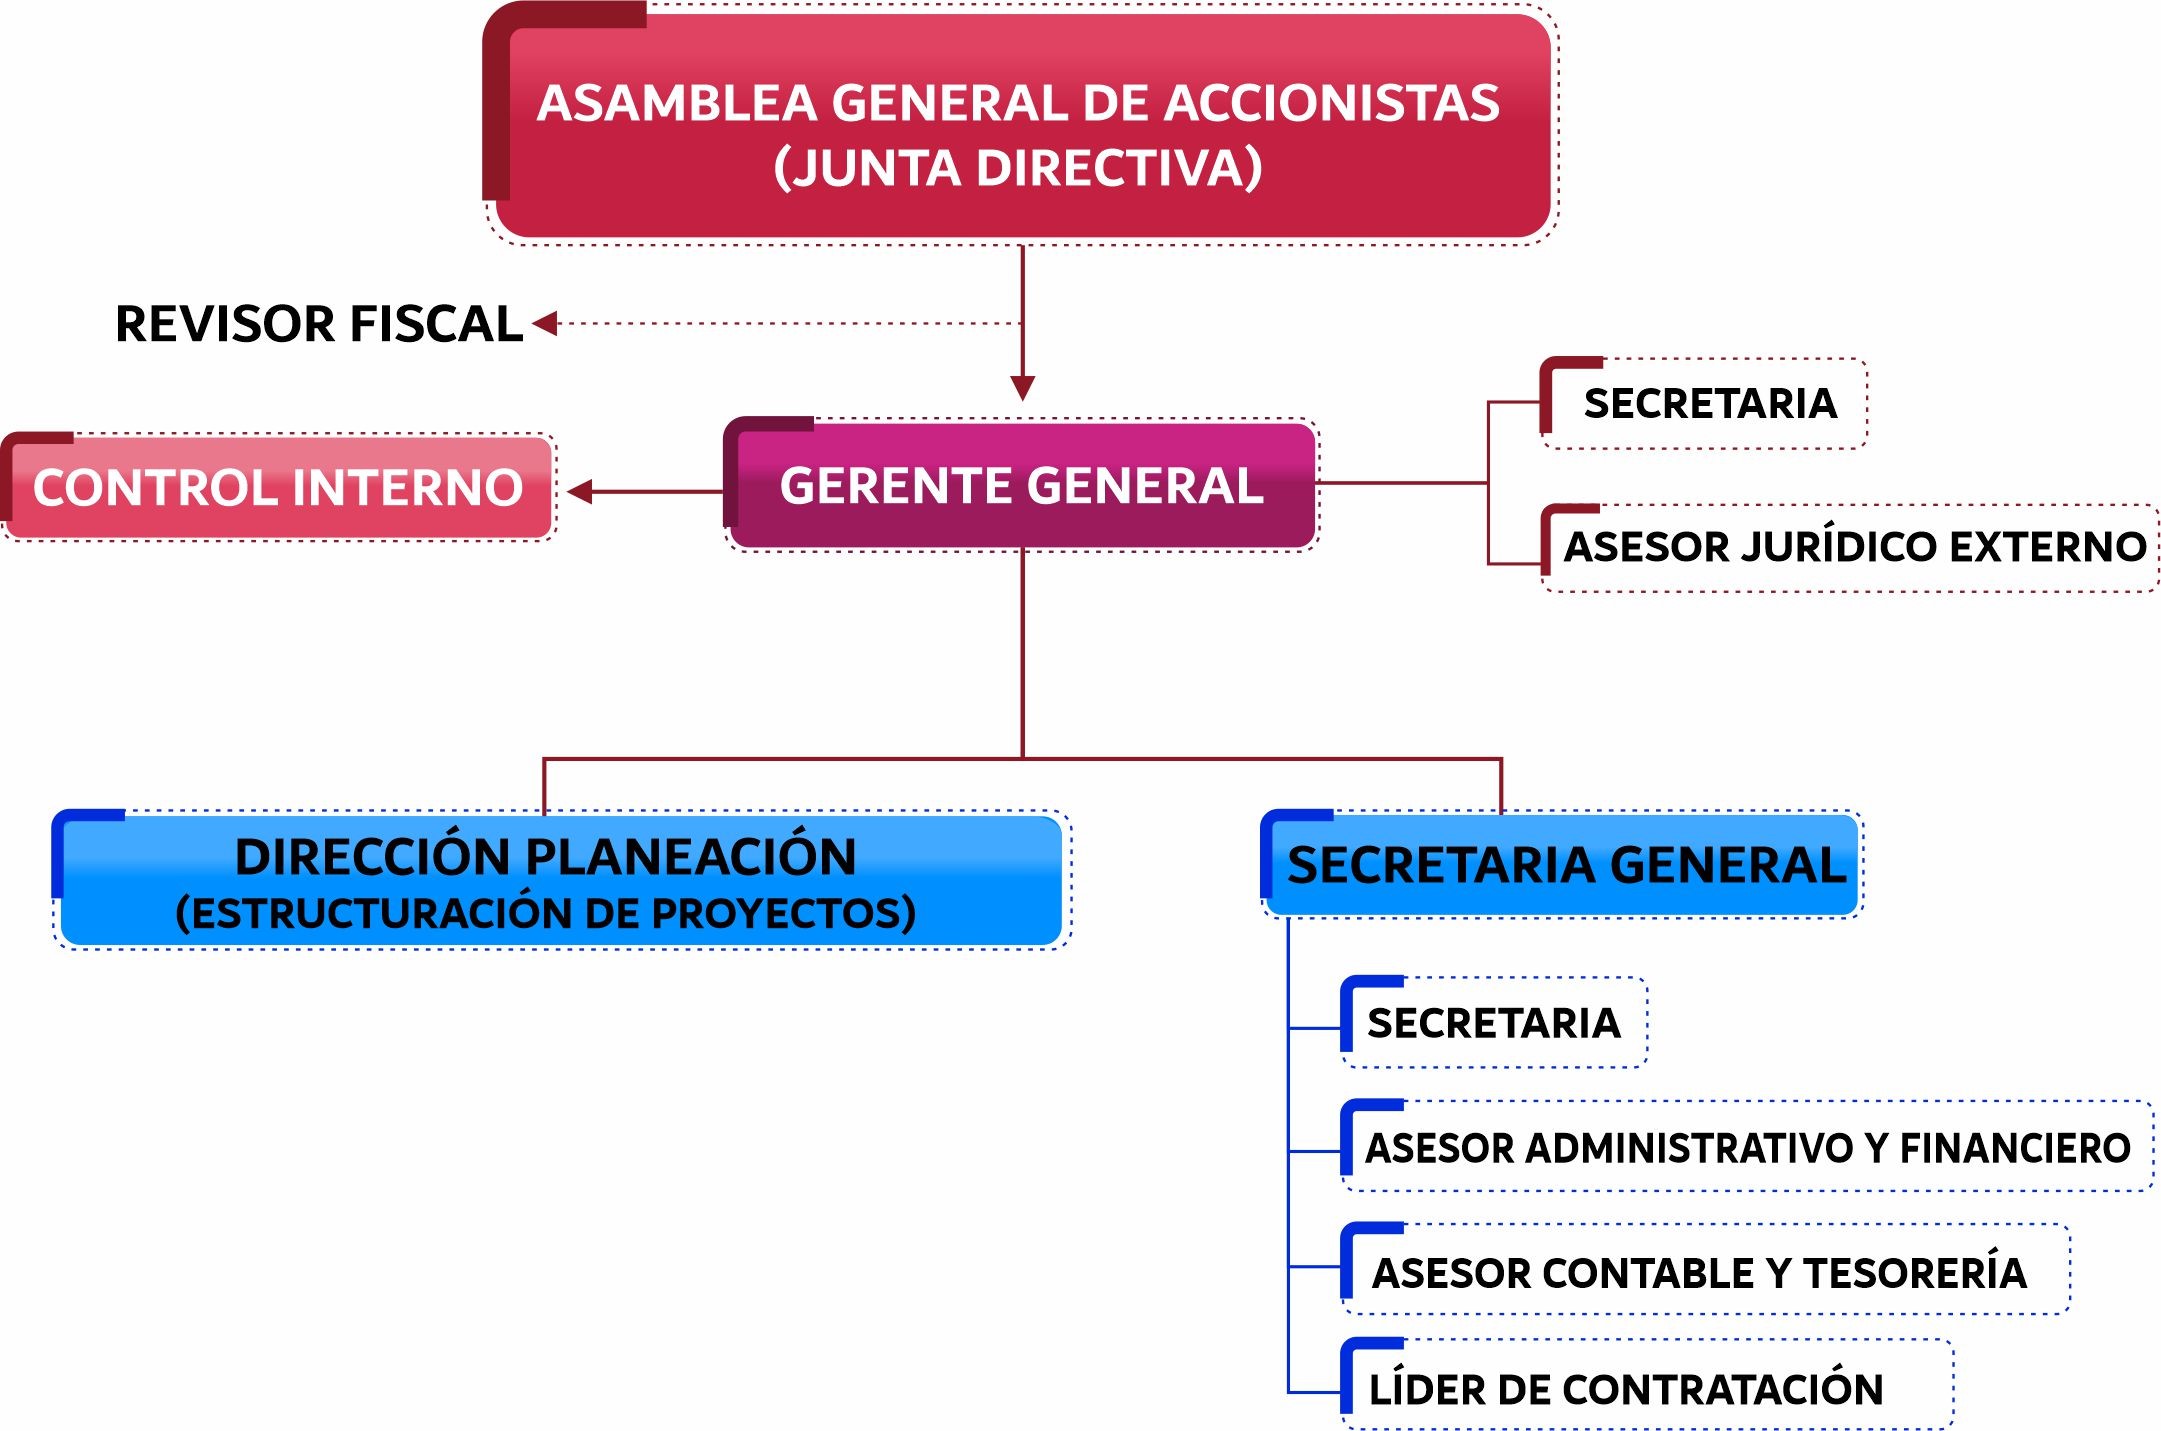 ASAMBLEA GENERAL DE ACCIONISTAS
(JUNTA DIRECTIVA)
REVISOR FISCAL
SECRETARIA
CONTROL INTERNO
GERENTE GENERAL
ASESOR JURÍDICO EXTERNO
DIRECCIÓN PLANEACIÓN
(ESTRUCTURACIÓN DE PROYECTOS)
SECRETARIA GENERAL
SECRETARIA
ASESOR ADMINISTRATIVO Y FINANCIERO
ASESOR CONTABLE Y TESORERÍA
LÍDER DE CONTRATACIÓN